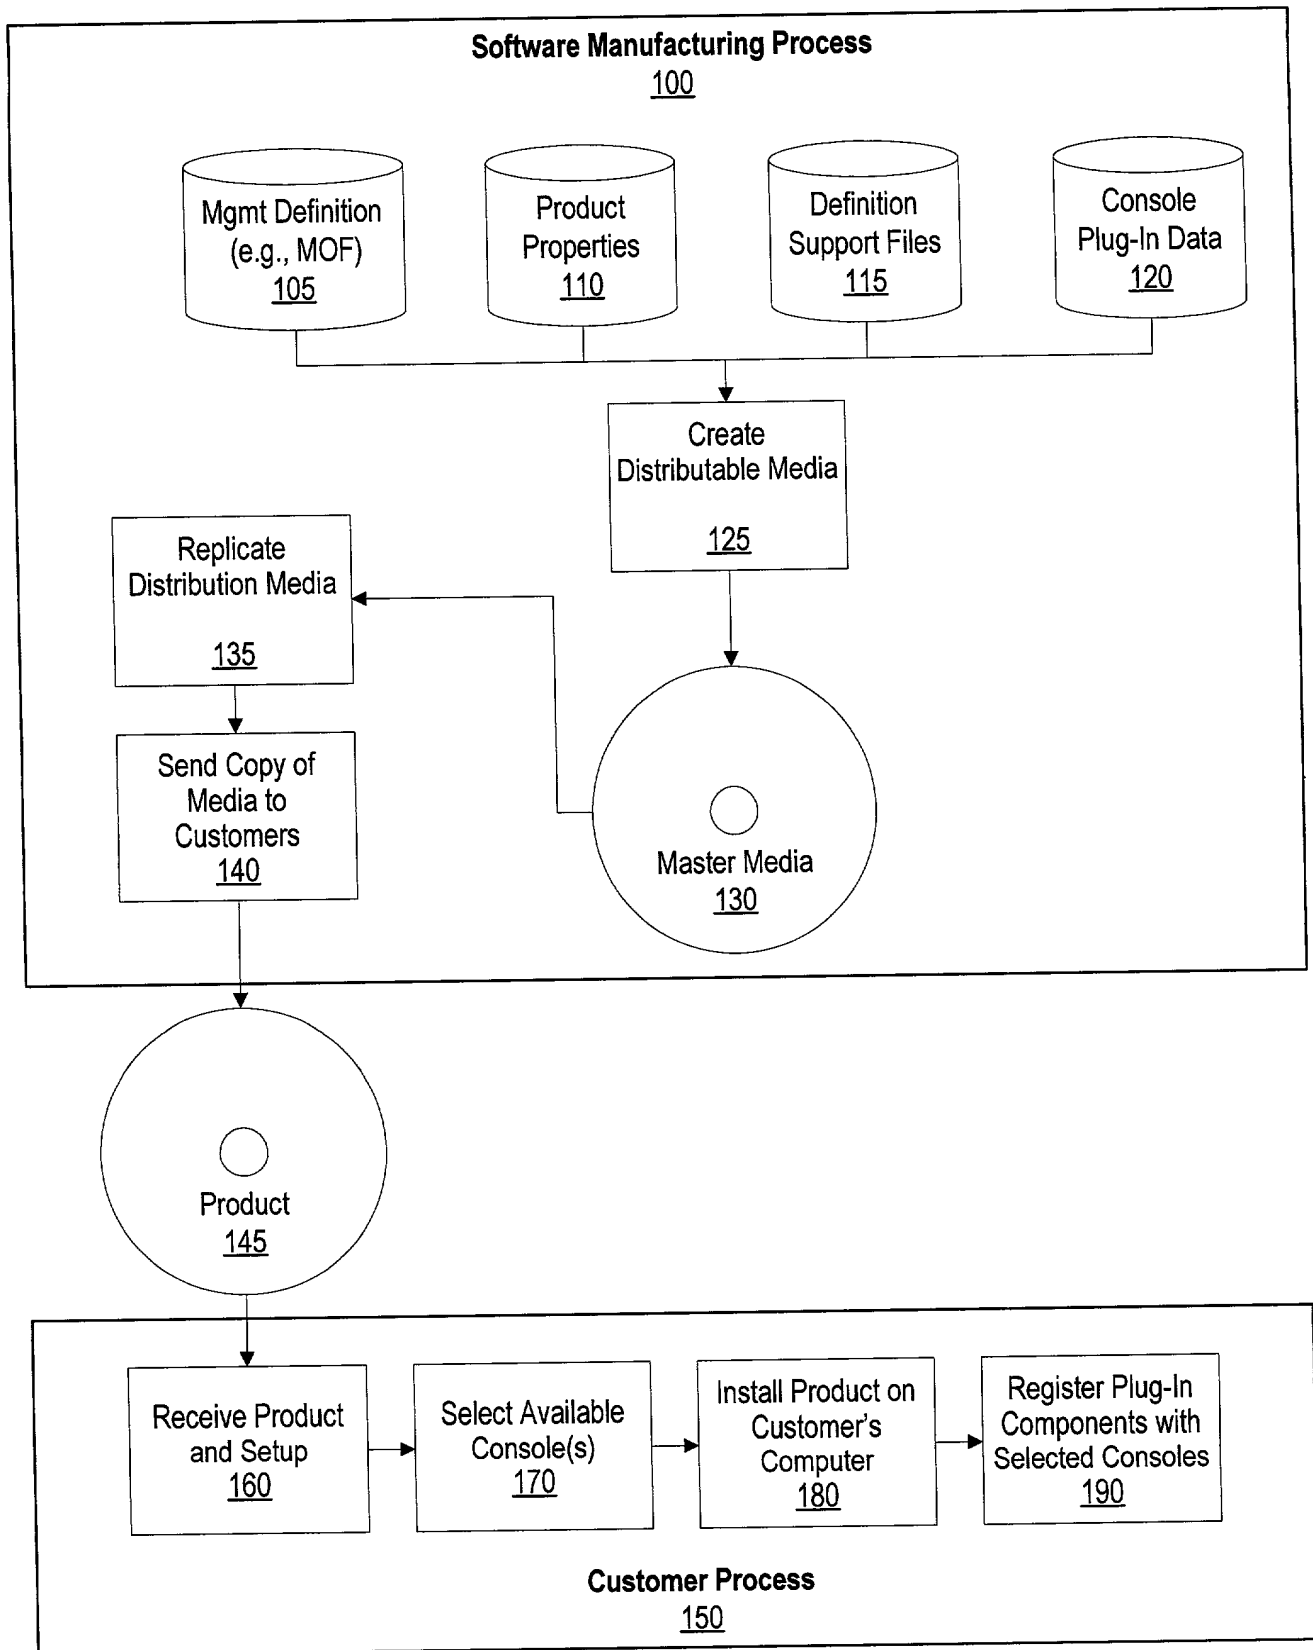 Software Manufacturing Process
100
Mgmt Definition
(e.g., MOF)
105
Product
Properties
110
Definition
Support Files
115
Console
Plug-In Data
120
Create
Distributable Media
125
Replicate
Distribution Media
135
Send Copy of
Media to
Customers
140
Master Media
130
Product
145
Receive Product
and Setup
160
Select Available
Console(s)
170
Install Product on
Customer's
Computer
180
Register Plug-In
Components with
Selected Consoles
190
Customer Process
150